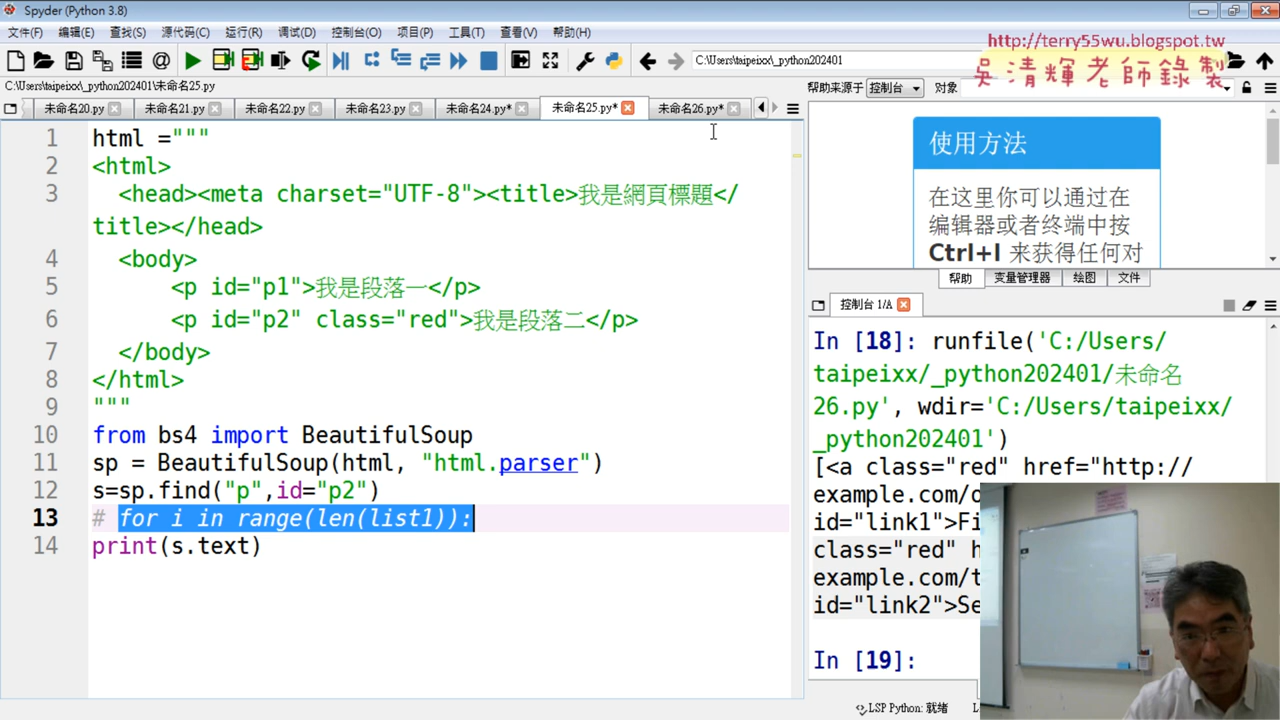 Spyder (Python 3.8)
文件(F) 编辑(E) 查找(S) 源代码(C) 运行(R) 调试(D) 控制台(O) 项目(P) 工具(T) 查看(V) 帮助(H)
http://terry55wu.blogspot.tw
吳清輝老師錄製
C:\Users\taipeixx\_python202401
C:\Users\taipeixx\_python202401\未命名25.py
未命名20.py 未命名21.py 未命名22.py 未命名23.py 未命名24.py* 未命名25.py* 未命名26.py*
1 html ="""
2 <html>
3 <head><meta charset="UTF-8"><title>我是網頁標題</
title></head>
4 <body>
5 <p id="p1">我是段落一</p>
6 <p id="p2" class="red">我是段落二</p>
7 </body>
8 </html>
9 """
10 from bs4 import BeautifulSoup
11 sp = BeautifulSoup(html, "html.parser")
12 s=sp.find("p",id="p2")
13 # for i in range(len(list1)):
14 print(s.text)
帮助来源于 控制台 对象
使用方法
在这里你可以通过在
编辑器或者终端中按
Ctrl+I 来获得任何对
帮助 变量管理器 绘图 文件
控制台 1/A
In [18]: runfile('C:/Users/
taipeixx/_python202401/未命名
26.py', wdir='C:/Users/taipeixx/
_python202401')
[<a class="red" href="http://
example.com/o
id="link1">Fi
class="red" h
example.com/t
id="link2">Se
In [19]:
LSP Python: 就绪